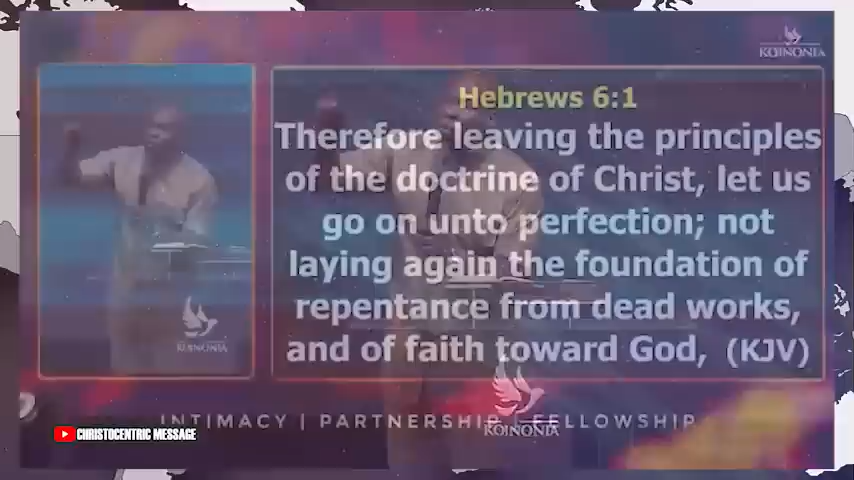 KOINONIA
Hebrews 6:1
Therefore leaving the principles
of the doctrine of Christ, let us
go on unto perfection; not
laying again the foundation of
repentance from dead works,
and of faith toward God, (KJV)
KOINONIA
INTIMACY | PARTNERSHIP | FELLOWSHIP
KOINONIA
CHRISTOCENTRIC MESSAGE